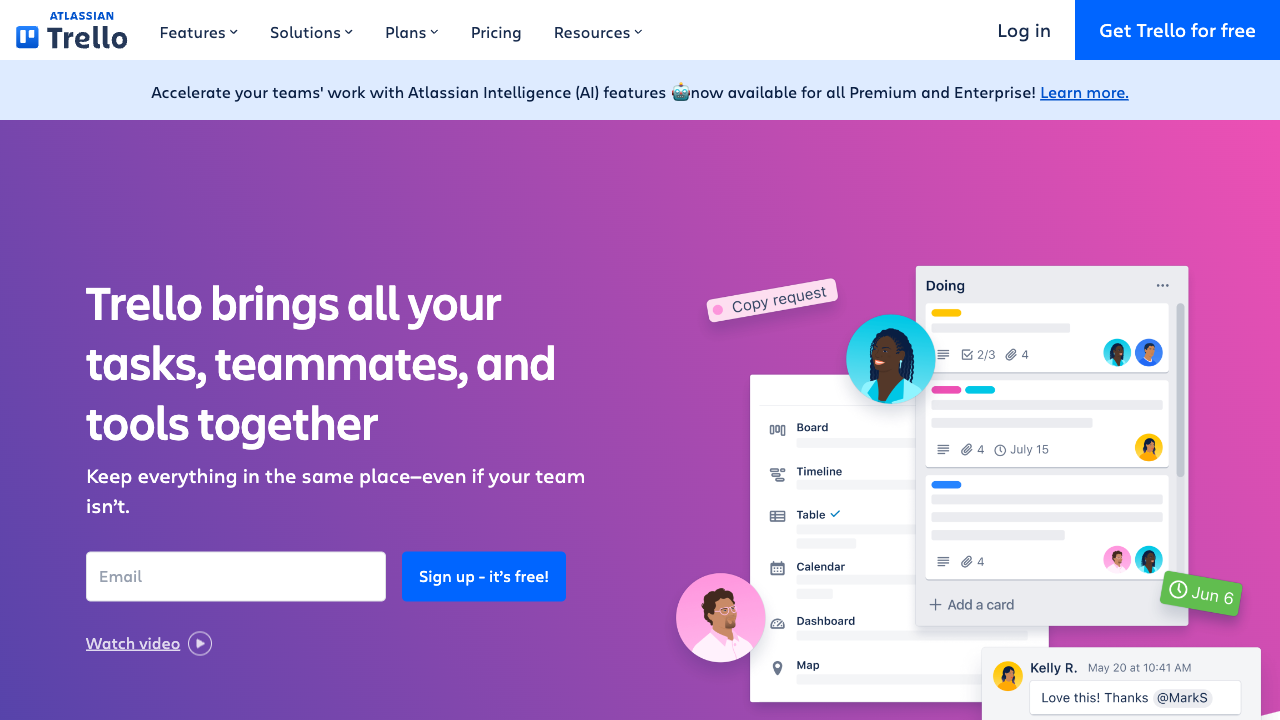 ATLASSIAN
Trello
Features
Solutions
Plans
Pricing
Resources
Log in
Get Trello for free
Accelerate your teams' work with Atlassian Intelligence (AI) features 🤖now available for all Premium and Enterprise! Learn more.
Trello brings all your
tasks, teammates, and
tools together
Keep everything in the same place—even if your team
isn’t.
Email
Sign up - it’s free!
Watch video
Copy request
Doing
2/3
4
4
July 15
4
Add a card
Jun 6
Board
Timeline
Table
Calendar
Dashboard
Map
Kelly R. May 20 at 10:41 AM
Love this! Thanks @MarkS